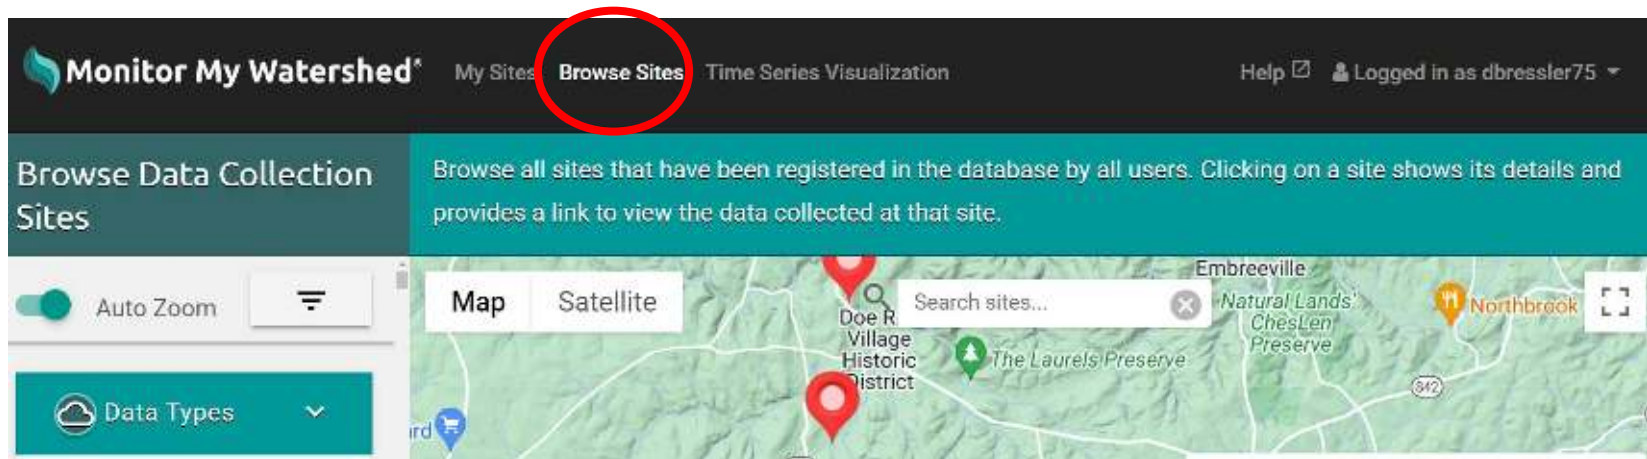 Monitor My Watershed®
My Sites Browse Sites Time Series Visualization
Help Logged in as dbressler75
Browse Data Collection
Sites
Browse all sites that have been registered in the database by all users. Clicking on a site shows its details and
provides a link to view the data collected at that site.
Auto Zoom
Data Types
Map Satellite
Search sites...
Doe R
Village
Historic
District
The Laurels Preserve
Embreeville
Natural Lands'
ChesLen
Preserve
Northbrook
842
ard